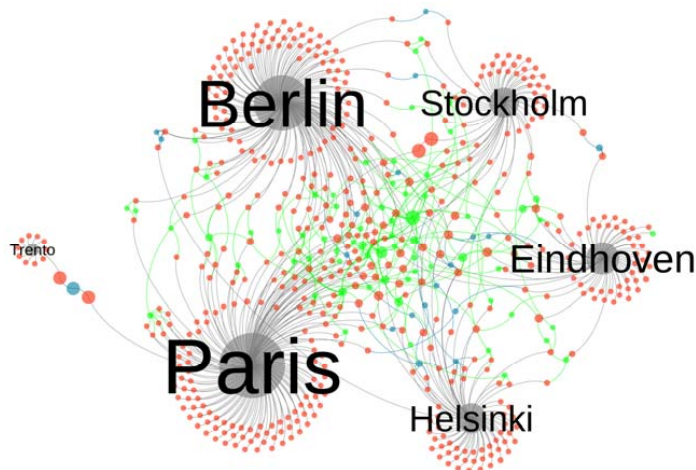 Berlin
Stockholm
Trento
Eindhoven
Paris
Helsinki